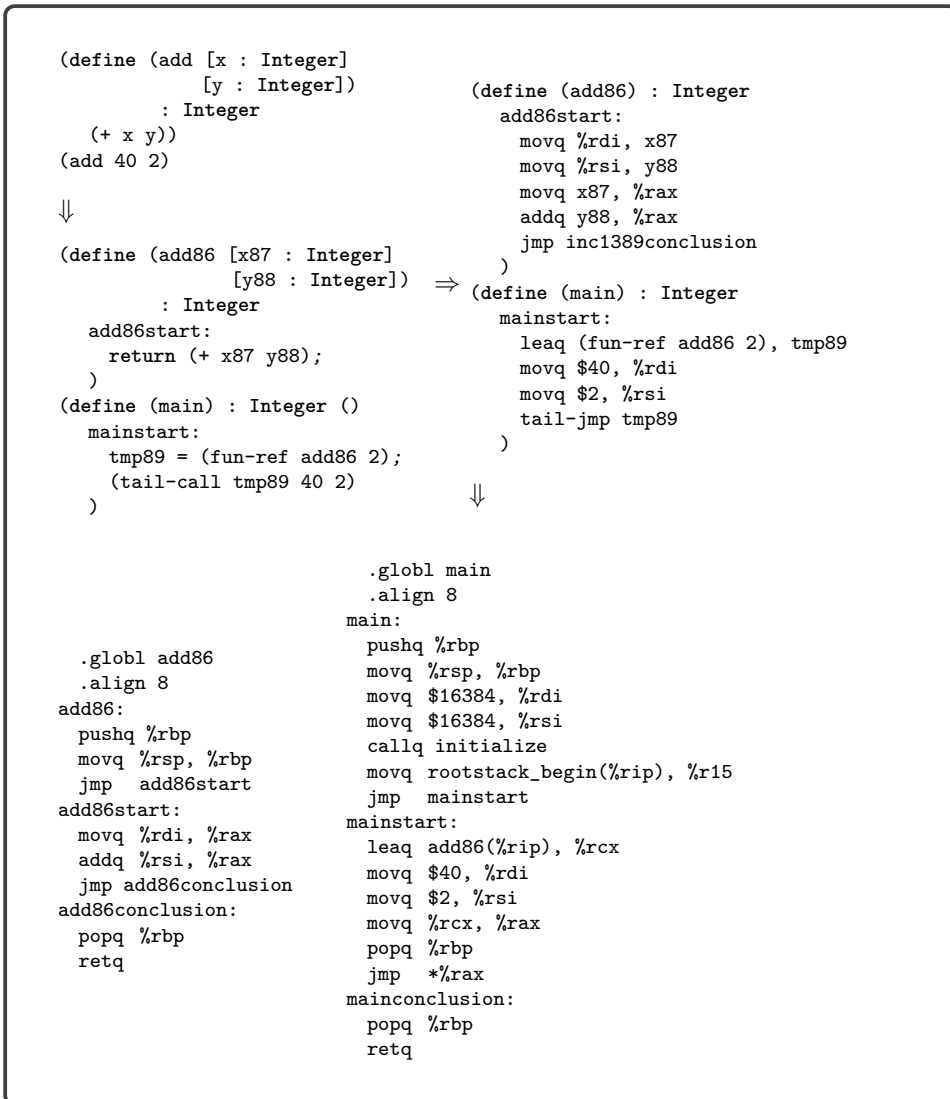 (define (add [x : Integer]
[y : Integer])
: Integer
(+ x y))
(add 40 2)
⇓
(define (add86 [x87 : Integer]
[y88 : Integer])
: Integer
add86start:
return (+ x87 y88);
)
(define (main) : Integer ()
mainstart:
tmp89 = (fun-ref add86 2);
(tail-call tmp89 40 2)
)
⇒
(define (add86) : Integer
add86start:
movq %rdi, x87
movq %rsi, y88
movq x87, %rax
addq y88, %rax
jmp inc1389conclusion
)
(define (main) : Integer
mainstart:
leaq (fun-ref add86 2), tmp89
movq $40, %rdi
movq $2, %rsi
tail-jmp tmp89
)
⇓
.globl add86
.align 8
add86:
pushq %rbp
movq %rsp, %rbp
jmp add86start
add86start:
movq %rdi, %rax
addq %rsi, %rax
jmp add86conclusion
add86conclusion:
popq %rbp
retq
.globl main
.align 8
main:
pushq %rbp
movq %rsp, %rbp
movq $16384, %rdi
movq $16384, %rsi
callq initialize
movq rootstack_begin(%rip), %r15
jmp mainstart
mainstart:
leaq add86(%rip), %rcx
movq $40, %rdi
movq $2, %rsi
movq %rcx, %rax
popq %rbp
jmp *%rax
mainconclusion:
popq %rbp
retq